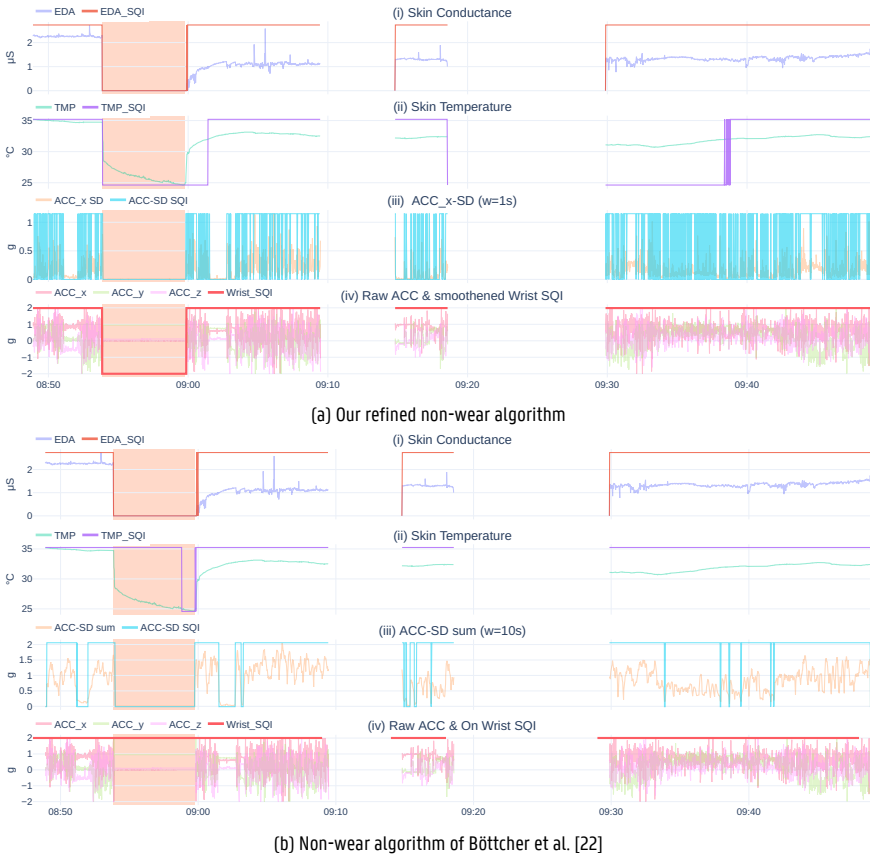 EDA EDA_SQI (i) Skin Conductance
2
1
0
μS
TMP TMP_SQI (ii) Skin Temperature
35
30
25
°C
ACC_x SD ACC-SD SQI (iii) ACC_x-SD (w=1s)
1
0.5
0
g
ACC_x ACC_y ACC_z Wrist_SQI (iv) Raw ACC & smoothened Wrist SQI
2
1
0
−1
−2
g
08:50 09:00 09:10 09:20 09:30 09:40
(a) Our refined non-wear algorithm
EDA EDA_SQI (i) Skin Conductance
2
1
0
μS
TMP TMP_SQI (ii) Skin Temperature
35
30
25
°C
ACC-SD sum ACC-SD SQI (iii) ACC-SD sum (w=10s)
2
1.5
1
0.5
0
g
ACC_x ACC_y ACC_z Wrist_SQI (iv) Raw ACC & On Wrist SQI
2
1
0
−1
−2
g
08:50 09:00 09:10 09:20 09:30 09:40
(b) Non-wear algorithm of Böttcher et al. [22]